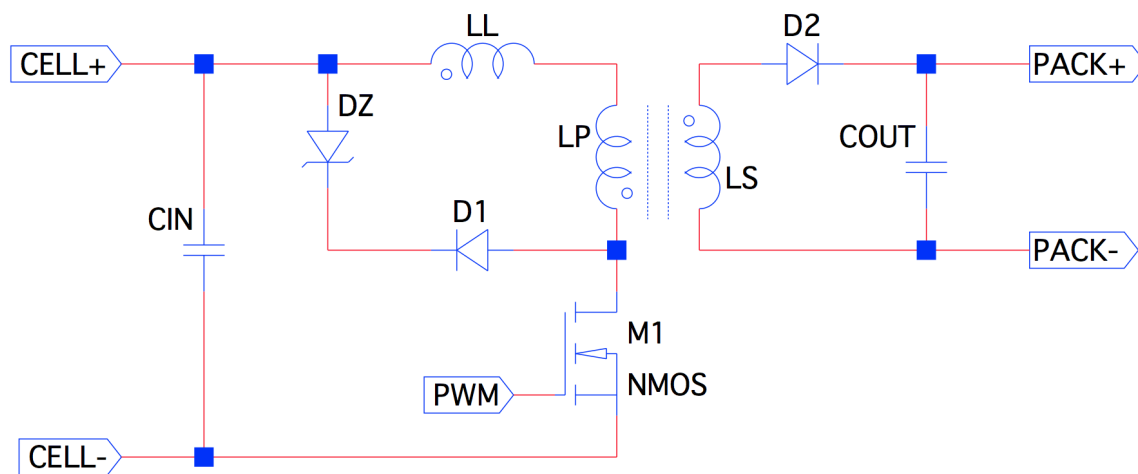 LL
D2
CELL+
PACK+
DZ
LP
COUT
LS
CIN
D1
PACK-
M1
PWM
NMOS
CELL-